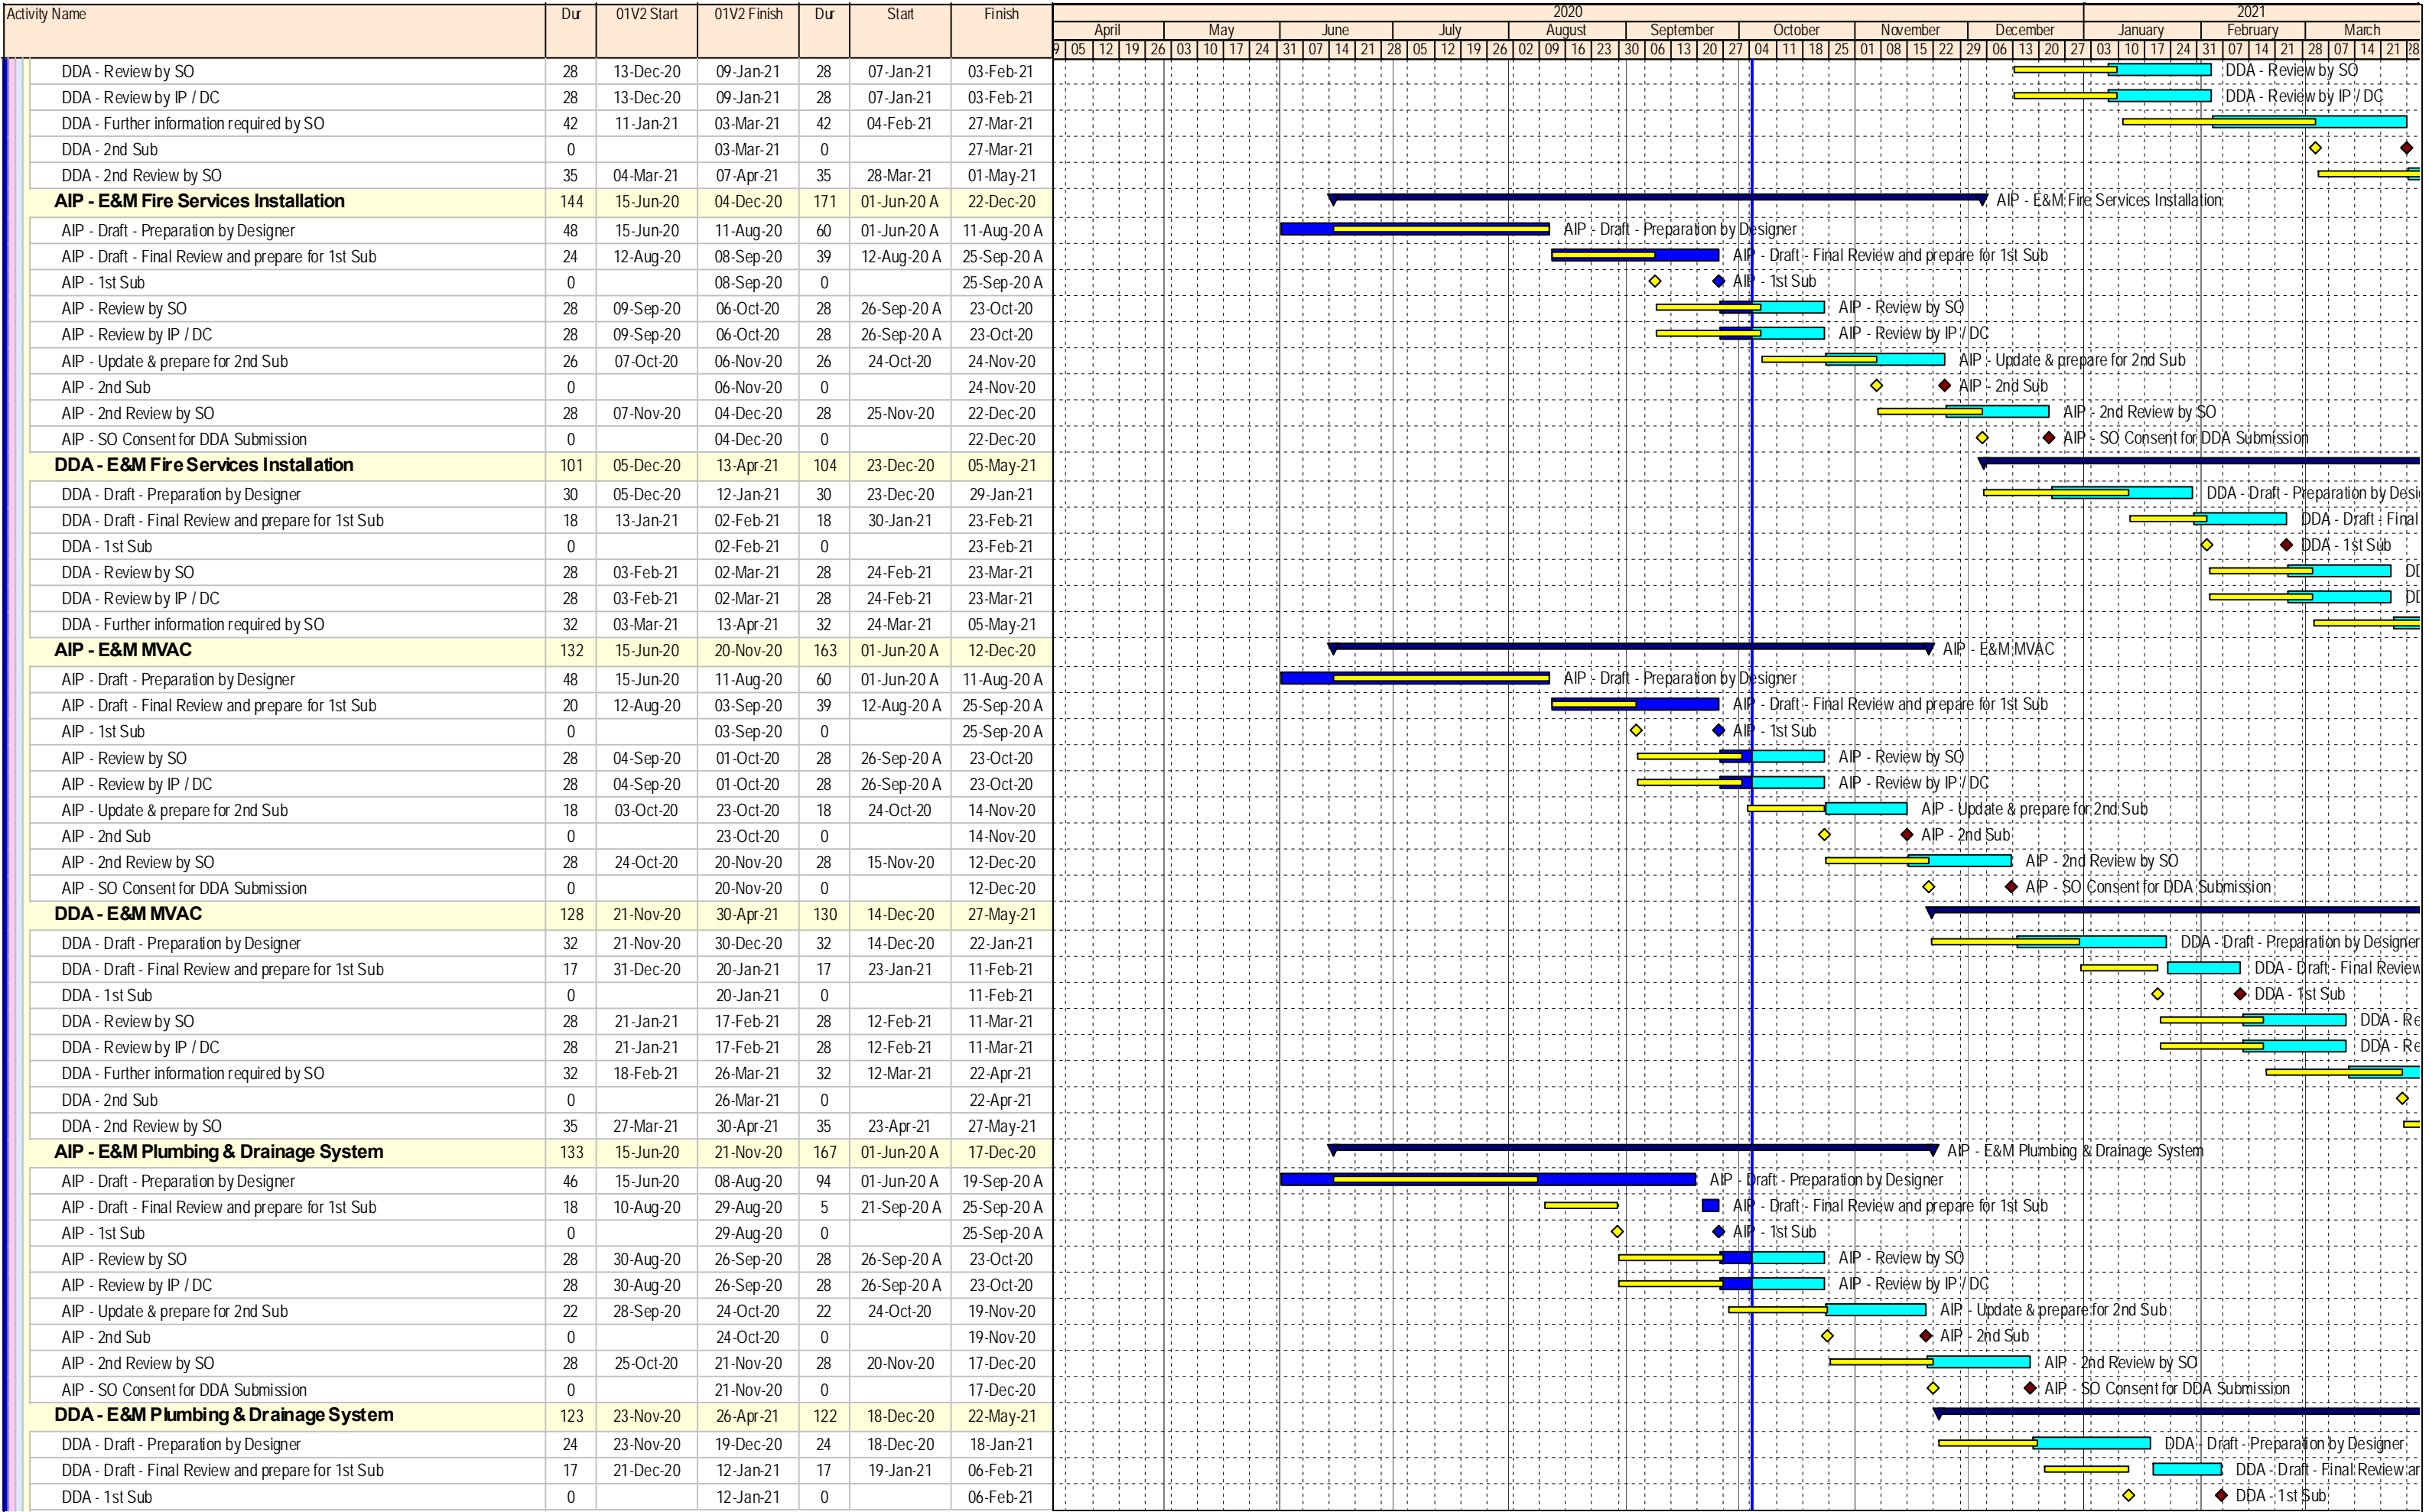 Activity Name Dur 01V2 Start 01V2 Finish Dur Start Finish 2020 2021
April May June July August September October November December January February March
9 05 12 19 26 03 10 17 24 31 07 14 21 28 05 12 19 26 02 09 16 23 30 06 13 20 27 04 11 18 25 01 08 15 22 29 06 13 20 27 03 10 17 24 31 07 14 21 28 07 14 21 28
DDA - Review by SO 28 13-Dec-20 09-Jan-21 28 07-Jan-21 03-Feb-21 DDA - Review by SO
DDA - Review by IP / DC 28 13-Dec-20 09-Jan-21 28 07-Jan-21 03-Feb-21 DDA - Review by IP / DC
DDA - Further information required by SO 42 11-Jan-21 03-Mar-21 42 04-Feb-21 27-Mar-21
DDA - 2nd Sub 0 03-Mar-21 0 27-Mar-21
DDA - 2nd Review by SO 35 04-Mar-21 07-Apr-21 35 28-Mar-21 01-May-21
AIP - E&M Fire Services Installation 144 15-Jun-20 04-Dec-20 171 01-Jun-20 A 22-Dec-20 AIP - E&M Fire Services Installation
AIP - Draft - Preparation by Designer 48 15-Jun-20 11-Aug-20 60 01-Jun-20 A 11-Aug-20 A AIP - Draft - Preparation by Designer
AIP - Draft - Final Review and prepare for 1st Sub 24 12-Aug-20 08-Sep-20 39 12-Aug-20 A 25-Sep-20 A AIP - Draft - Final Review and prepare for 1st Sub
AIP - 1st Sub 0 08-Sep-20 0 25-Sep-20 A AIP - 1st Sub
AIP - Review by SO 28 09-Sep-20 06-Oct-20 28 26-Sep-20 A 23-Oct-20 AIP - Review by SO
AIP - Review by IP / DC 28 09-Sep-20 06-Oct-20 28 26-Sep-20 A 23-Oct-20 AIP - Review by IP / DC
AIP - Update & prepare for 2nd Sub 26 07-Oct-20 06-Nov-20 26 24-Oct-20 24-Nov-20 AIP - Update & prepare for 2nd Sub
AIP - 2nd Sub 0 06-Nov-20 0 24-Nov-20 AIP - 2nd Sub
AIP - 2nd Review by SO 28 07-Nov-20 04-Dec-20 28 25-Nov-20 22-Dec-20 AIP - 2nd Review by SO
AIP - SO Consent for DDA Submission 0 04-Dec-20 0 22-Dec-20 AIP - SO Consent for DDA Submission
DDA - E&M Fire Services Installation 101 05-Dec-20 13-Apr-21 104 23-Dec-20 05-May-21
DDA - Draft - Preparation by Designer 30 05-Dec-20 12-Jan-21 30 23-Dec-20 29-Jan-21 DDA - Draft - Preparation by Desi
DDA - Draft - Final Review and prepare for 1st Sub 18 13-Jan-21 02-Feb-21 18 30-Jan-21 23-Feb-21 DDA - Draft - Final
DDA - 1st Sub 0 02-Feb-21 0 23-Feb-21 DDA - 1st Sub
DDA - Review by SO 28 03-Feb-21 02-Mar-21 28 24-Feb-21 23-Mar-21
DDA - Review by IP / DC 28 03-Feb-21 02-Mar-21 28 24-Feb-21 23-Mar-21
DDA - Further information required by SO 32 03-Mar-21 13-Apr-21 32 24-Mar-21 05-May-21
AIP - E&M MVAC 132 15-Jun-20 20-Nov-20 163 01-Jun-20 A 12-Dec-20 AIP - E&M MVAC
AIP - Draft - Preparation by Designer 48 15-Jun-20 11-Aug-20 60 01-Jun-20 A 11-Aug-20 A AIP - Draft - Preparation by Designer
AIP - Draft - Final Review and prepare for 1st Sub 20 12-Aug-20 03-Sep-20 39 12-Aug-20 A 25-Sep-20 A AIP - Draft - Final Review and prepare for 1st Sub
AIP - 1st Sub 0 03-Sep-20 0 25-Sep-20 A AIP - 1st Sub
AIP - Review by SO 28 04-Sep-20 01-Oct-20 28 26-Sep-20 A 23-Oct-20 AIP - Review by SO
AIP - Review by IP / DC 28 04-Sep-20 01-Oct-20 28 26-Sep-20 A 23-Oct-20 AIP - Review by IP / DC
AIP - Update & prepare for 2nd Sub 18 03-Oct-20 23-Oct-20 18 24-Oct-20 14-Nov-20 AIP - Update & prepare for 2nd Sub
AIP - 2nd Sub 0 23-Oct-20 0 14-Nov-20 AIP - 2nd Sub
AIP - 2nd Review by SO 28 24-Oct-20 20-Nov-20 28 15-Nov-20 12-Dec-20 AIP - 2nd Review by SO
AIP - SO Consent for DDA Submission 0 20-Nov-20 0 12-Dec-20 AIP - SO Consent for DDA Submission
DDA - E&M MVAC 128 21-Nov-20 30-Apr-21 130 14-Dec-20 27-May-21
DDA - Draft - Preparation by Designer 32 21-Nov-20 30-Dec-20 32 14-Dec-20 22-Jan-21 DDA - Draft - Preparation by Designer
DDA - Draft - Final Review and prepare for 1st Sub 17 31-Dec-20 20-Jan-21 17 23-Jan-21 11-Feb-21 DDA - Draft - Final Review
DDA - 1st Sub 0 20-Jan-21 0 11-Feb-21 DDA - 1st Sub
DDA - Review by SO 28 21-Jan-21 17-Feb-21 28 12-Feb-21 11-Mar-21 DDA - Re
DDA - Review by IP / DC 28 21-Jan-21 17-Feb-21 28 12-Feb-21 11-Mar-21 DDA - Re
DDA - Further information required by SO 32 18-Feb-21 26-Mar-21 32 12-Mar-21 22-Apr-21
DDA - 2nd Sub 0 26-Mar-21 0 22-Apr-21
DDA - 2nd Review by SO 35 27-Mar-21 30-Apr-21 35 23-Apr-21 27-May-21
AIP - E&M Plumbing & Drainage System 133 15-Jun-20 21-Nov-20 167 01-Jun-20 A 17-Dec-20 AIP - E&M Plumbing & Drainage System
AIP - Draft - Preparation by Designer 46 15-Jun-20 08-Aug-20 94 01-Jun-20 A 19-Sep-20 A AIP - Draft - Preparation by Designer
AIP - Draft - Final Review and prepare for 1st Sub 18 10-Aug-20 29-Aug-20 5 21-Sep-20 A 25-Sep-20 A AIP - Draft - Final Review and prepare for 1st Sub
AIP - 1st Sub 0 29-Aug-20 0 25-Sep-20 A AIP - 1st Sub
AIP - Review by SO 28 30-Aug-20 26-Sep-20 28 26-Sep-20 A 23-Oct-20 AIP - Review by SO
AIP - Review by IP / DC 28 30-Aug-20 26-Sep-20 28 26-Sep-20 A 23-Oct-20 AIP - Review by IP / DC
AIP - Update & prepare for 2nd Sub 22 28-Sep-20 24-Oct-20 22 24-Oct-20 19-Nov-20 AIP - Update & prepare for 2nd Sub
AIP - 2nd Sub 0 24-Oct-20 0 19-Nov-20 AIP - 2nd Sub
AIP - 2nd Review by SO 28 25-Oct-20 21-Nov-20 28 20-Nov-20 17-Dec-20 AIP - 2nd Review by SO
AIP - SO Consent for DDA Submission 0 21-Nov-20 0 17-Dec-20 AIP - SO Consent for DDA Submission
DDA - E&M Plumbing & Drainage System 123 23-Nov-20 26-Apr-21 122 18-Dec-20 22-May-21
DDA - Draft - Preparation by Designer 24 23-Nov-20 19-Dec-20 24 18-Dec-20 18-Jan-21 DDA - Draft - Preparation by Designer
DDA - Draft - Final Review and prepare for 1st Sub 17 21-Dec-20 12-Jan-21 17 19-Jan-21 06-Feb-21 DDA - Draft - Final Review ar
DDA - 1st Sub 0 12-Jan-21 0 06-Feb-21 DDA - 1st Sub